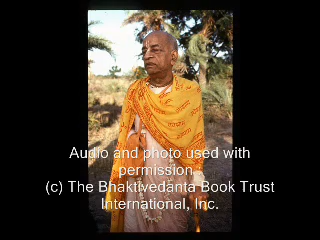 Audio and photo used with
permission.
(c) The Bhaktivedanta Book Trust
International, Inc.